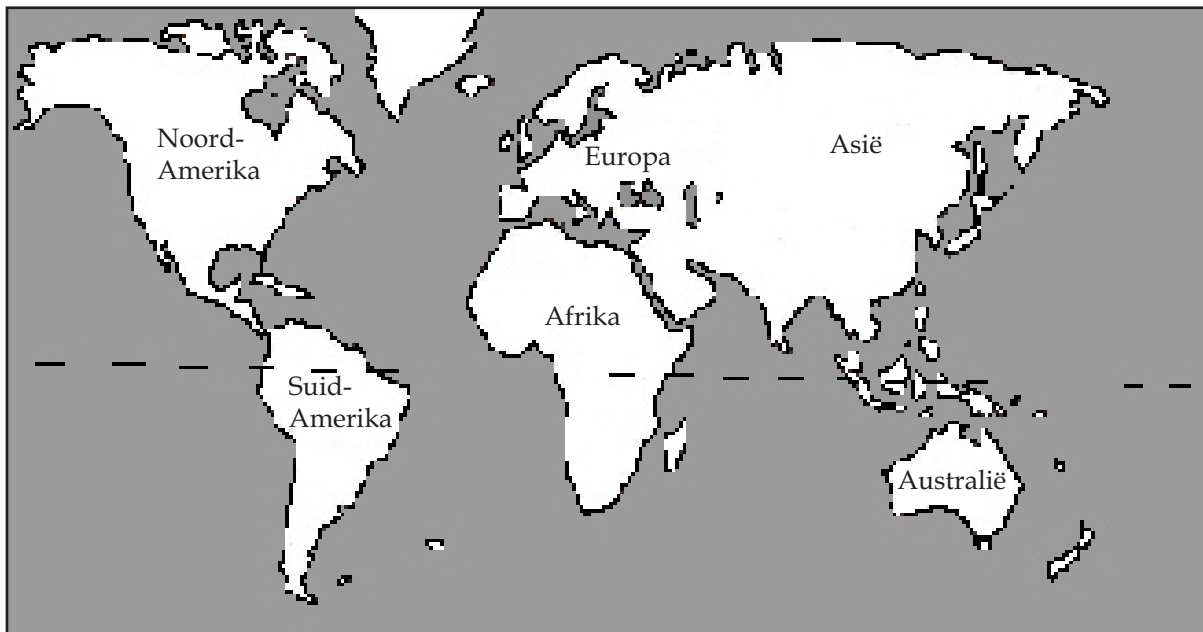 Noord-
Amerika
Europa
Asië
Afrika
Suid-
Amerika
Australië